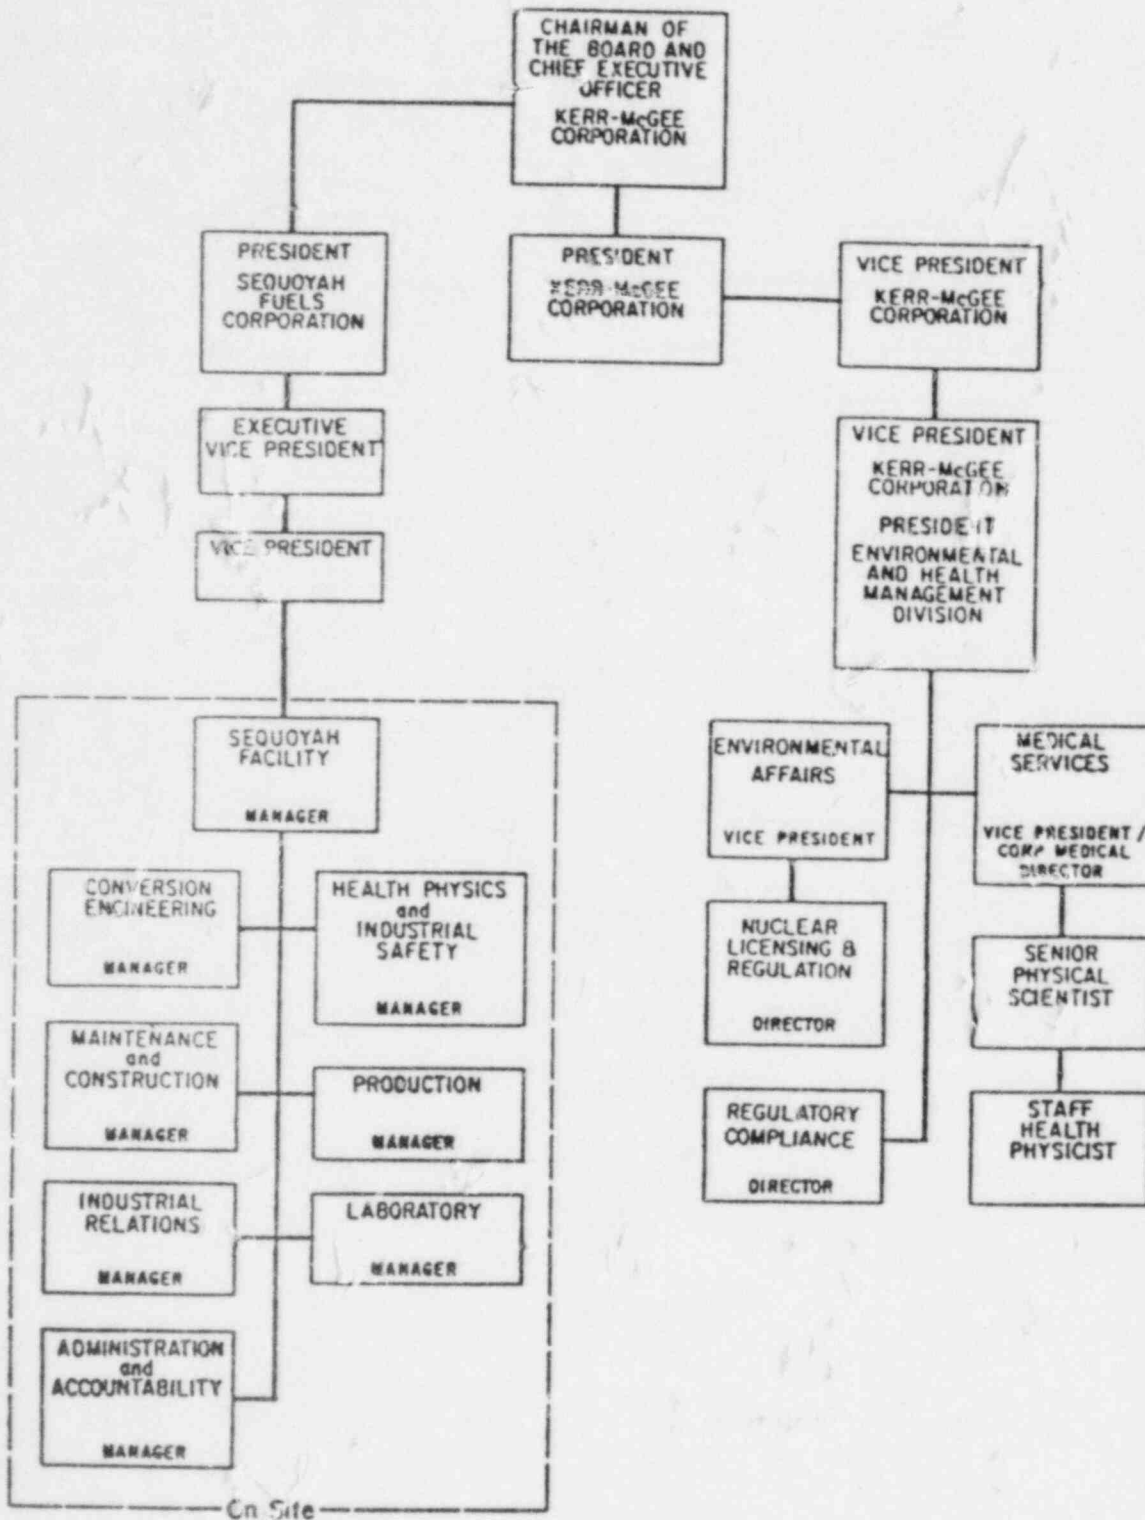 CHAIRMAN OF
THE BOARD AND
CHIEF EXECUTIVE
OFFICER
KERR-McGEE
CORPORATION
PRESIDENT
SEQUOYAH
FUELS
CORPORATION
PRESIDENT
KERR-McGEE
CORPORATION
VICE PRESIDENT
KERR-McGEE
CORPORATION
EXECUTIVE
VICE PRESIDENT
VICE PRESIDENT
VICE PRESIDENT
KERR-McGEE
CORPORATION
PRESIDENT
ENVIRONMENTAL
AND HEALTH
MANAGEMENT
DIVISION
SEQUOYAH
FACILITY
MANAGER
CONVERSION
ENGINEERING
MANAGER
HEALTH PHYSICS
and
INDUSTRIAL
SAFETY
MANAGER
MAINTENANCE
and
CONSTRUCTION
MANAGER
PRODUCTION
MANAGER
INDUSTRIAL
RELATIONS
MANAGER
LABORATORY
MANAGER
ADMINISTRATION
and
ACCOUNTABILITY
MANAGER
On Site
ENVIRONMENTAL
AFFAIRS
VICE PRESIDENT
MEDICAL
SERVICES
VICE PRESIDENT /
CORP MEDICAL
DIRECTOR
NUCLEAR
LICENSING &
REGULATION
DIRECTOR
SENIOR
PHYSICAL
SCIENTIST
REGULATORY
COMPLIANCE
DIRECTOR
STAFF
HEALTH
PHYSICIST